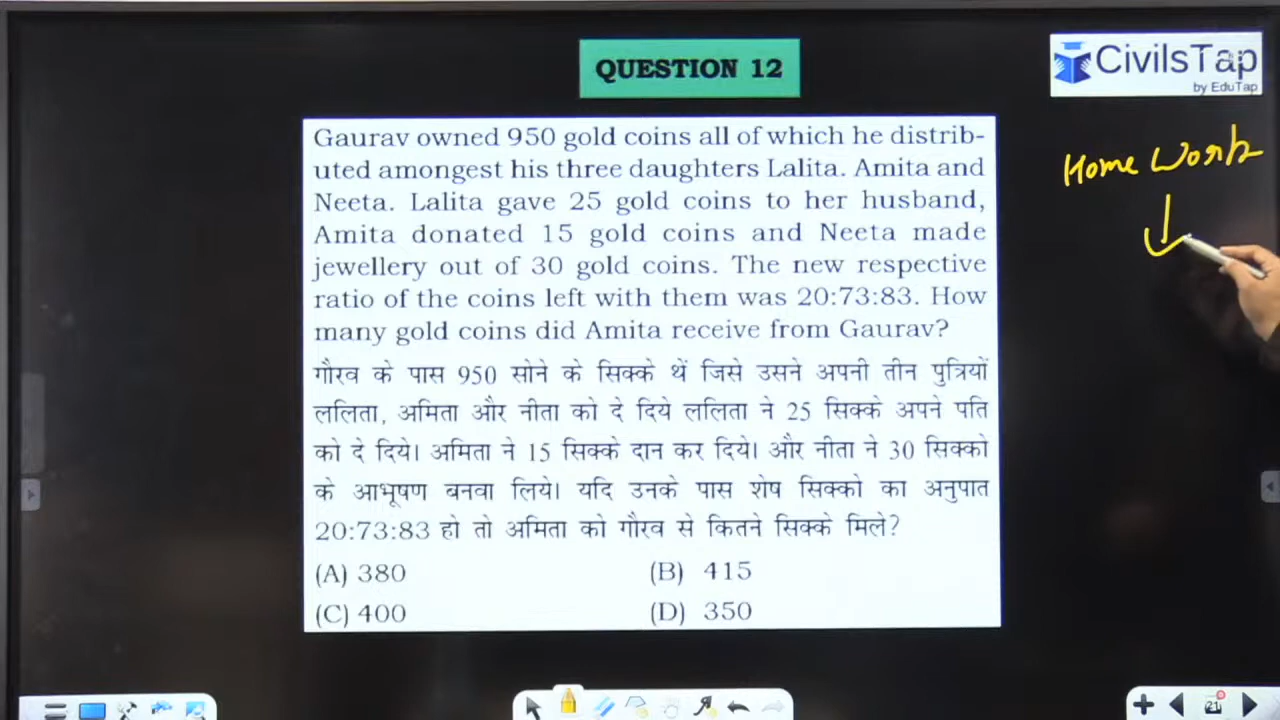 QUESTION 12
CivilsTap
by EduTap
Home Work
Gaurav owned 950 gold coins all of which he distrib-
uted amongest his three daughters Lalita. Amita and
Neeta. Lalita gave 25 gold coins to her husband,
Amita donated 15 gold coins and Neeta made
jewellery out of 30 gold coins. The new respective
ratio of the coins left with them was 20:73:83. How
many gold coins did Amita receive from Gaurav?
गौरव के पास 950 सोने के सिक्के थें जिसे उसने अपनी तीन पुत्रियों
ललिता, अमिता और नीता को दे दिये ललिता ने 25 सिक्के अपने पति
को दे दिये। अमिता ने 15 सिक्के दान कर दिये। और नीता ने 30 सिक्को
के आभूषण बनवा लिये। यदि उनके पास शेष सिक्को का अनुपात
20:73:83 हो तो अमिता को गौरव से कितने सिक्के मिले?
(A) 380 (B) 415
(C) 400 (D) 350
21